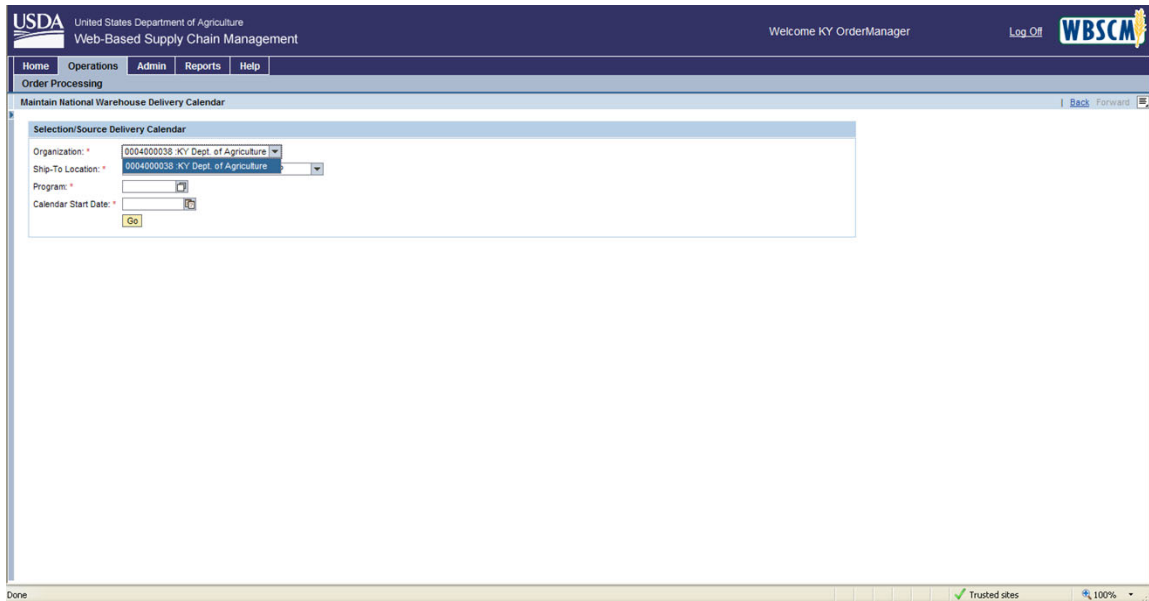 USDA United States Department of Agriculture
Web-Based Supply Chain Management
Welcome KY OrderManager
Log Off
WBSCM
Home Operations Admin Reports Help
Order Processing
Maintain National Warehouse Delivery Calendar
| Back Forward
Selection/Source Delivery Calendar
Organization: * 0004000038 :KY Dept. of Agriculture
0004000038 :KY Dept. of Agriculture
Ship-To Location: *
Program: *
Calendar Start Date: *
Go
Done
Trusted sites
100%